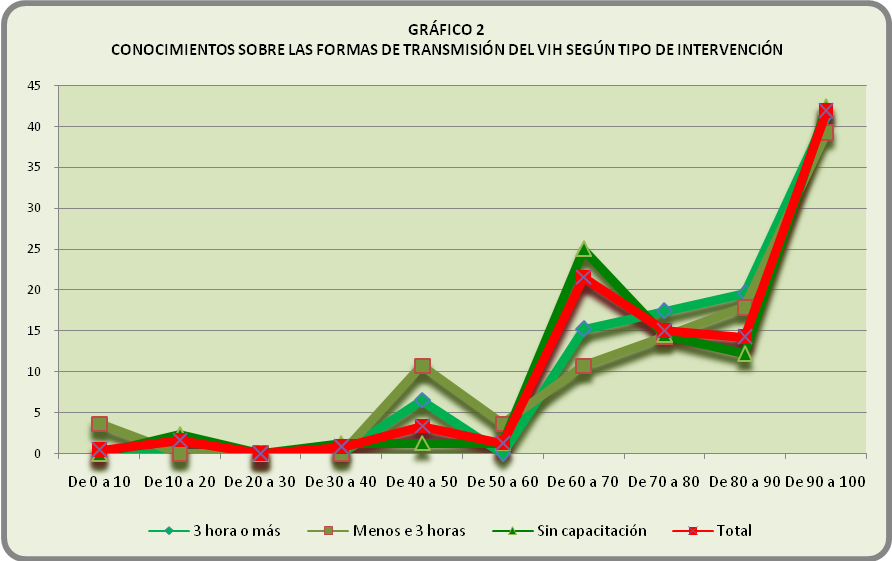 GRÁFICO 2
CONOCIMIENTOS SOBRE LAS FORMAS DE TRANSMISIÓN DEL VIH SEGÚN TIPO DE INTERVENCIÓN
45
40
35
30
25
20
15
10
5
0
De 0 a 10 De 10 a 20 De 20 a 30 De 30 a 40 De 40 a 50 De 50 a 60 De 60 a 70 De 70 a 80 De 80 a 90 De 90 a 100
3 hora o más Menos e 3 horas Sin capacitación Total